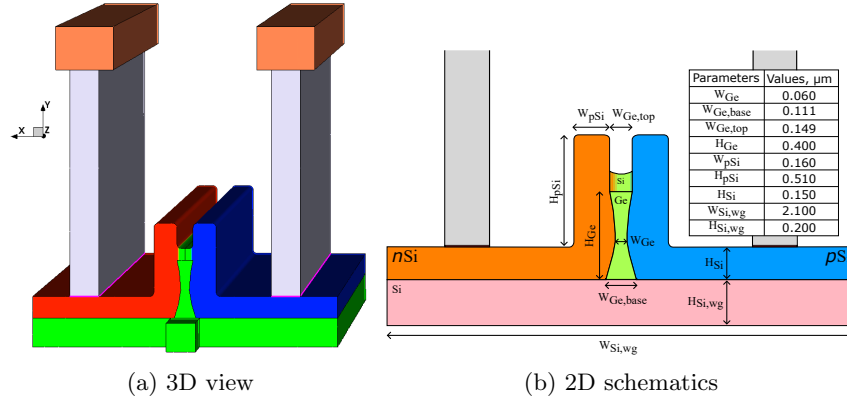 Y
X
Z
W_pSi
W_Ge,top
H_pSi
Si
Ge
H_Ge
W_Ge
nSi
H_Si
pS
Si
W_Ge,base
H_Si,wg
W_Si,wg
Parameters Values, μm
W_Ge 0.060
W_Ge,base 0.111
W_Ge,top 0.149
H_Ge 0.400
W_pSi 0.160
H_pSi 0.510
H_Si 0.150
W_Si,wg 2.100
H_Si,wg 0.200
(a) 3D view
(b) 2D schematics